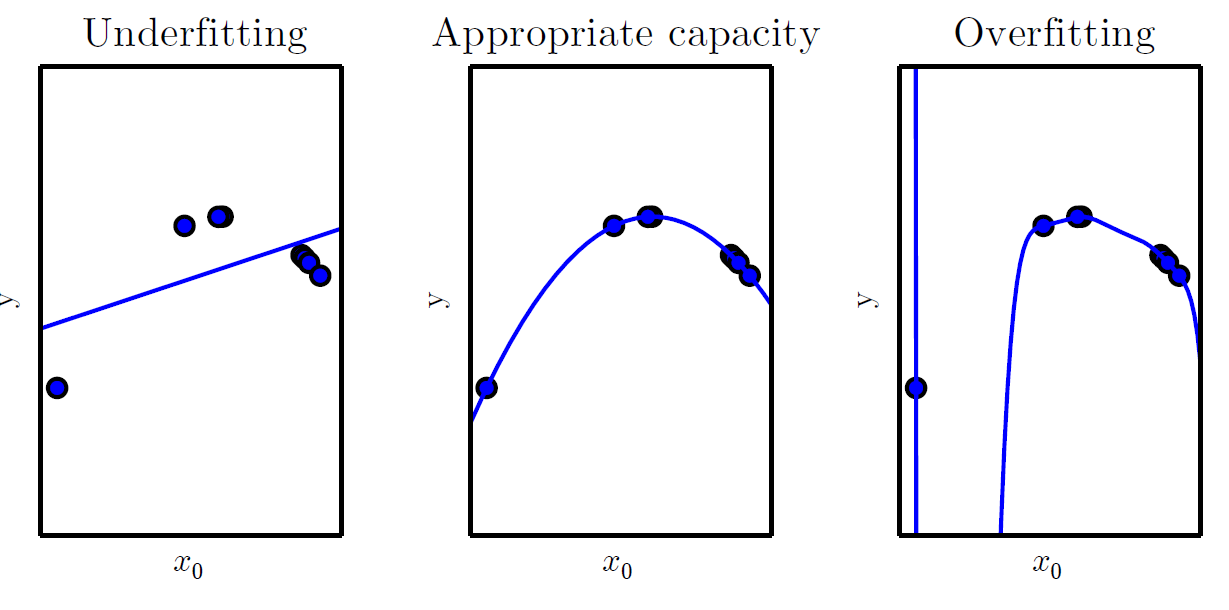 Underfitting
Appropriate capacity
Overfitting
y
y
y
x₀
x₀
x₀